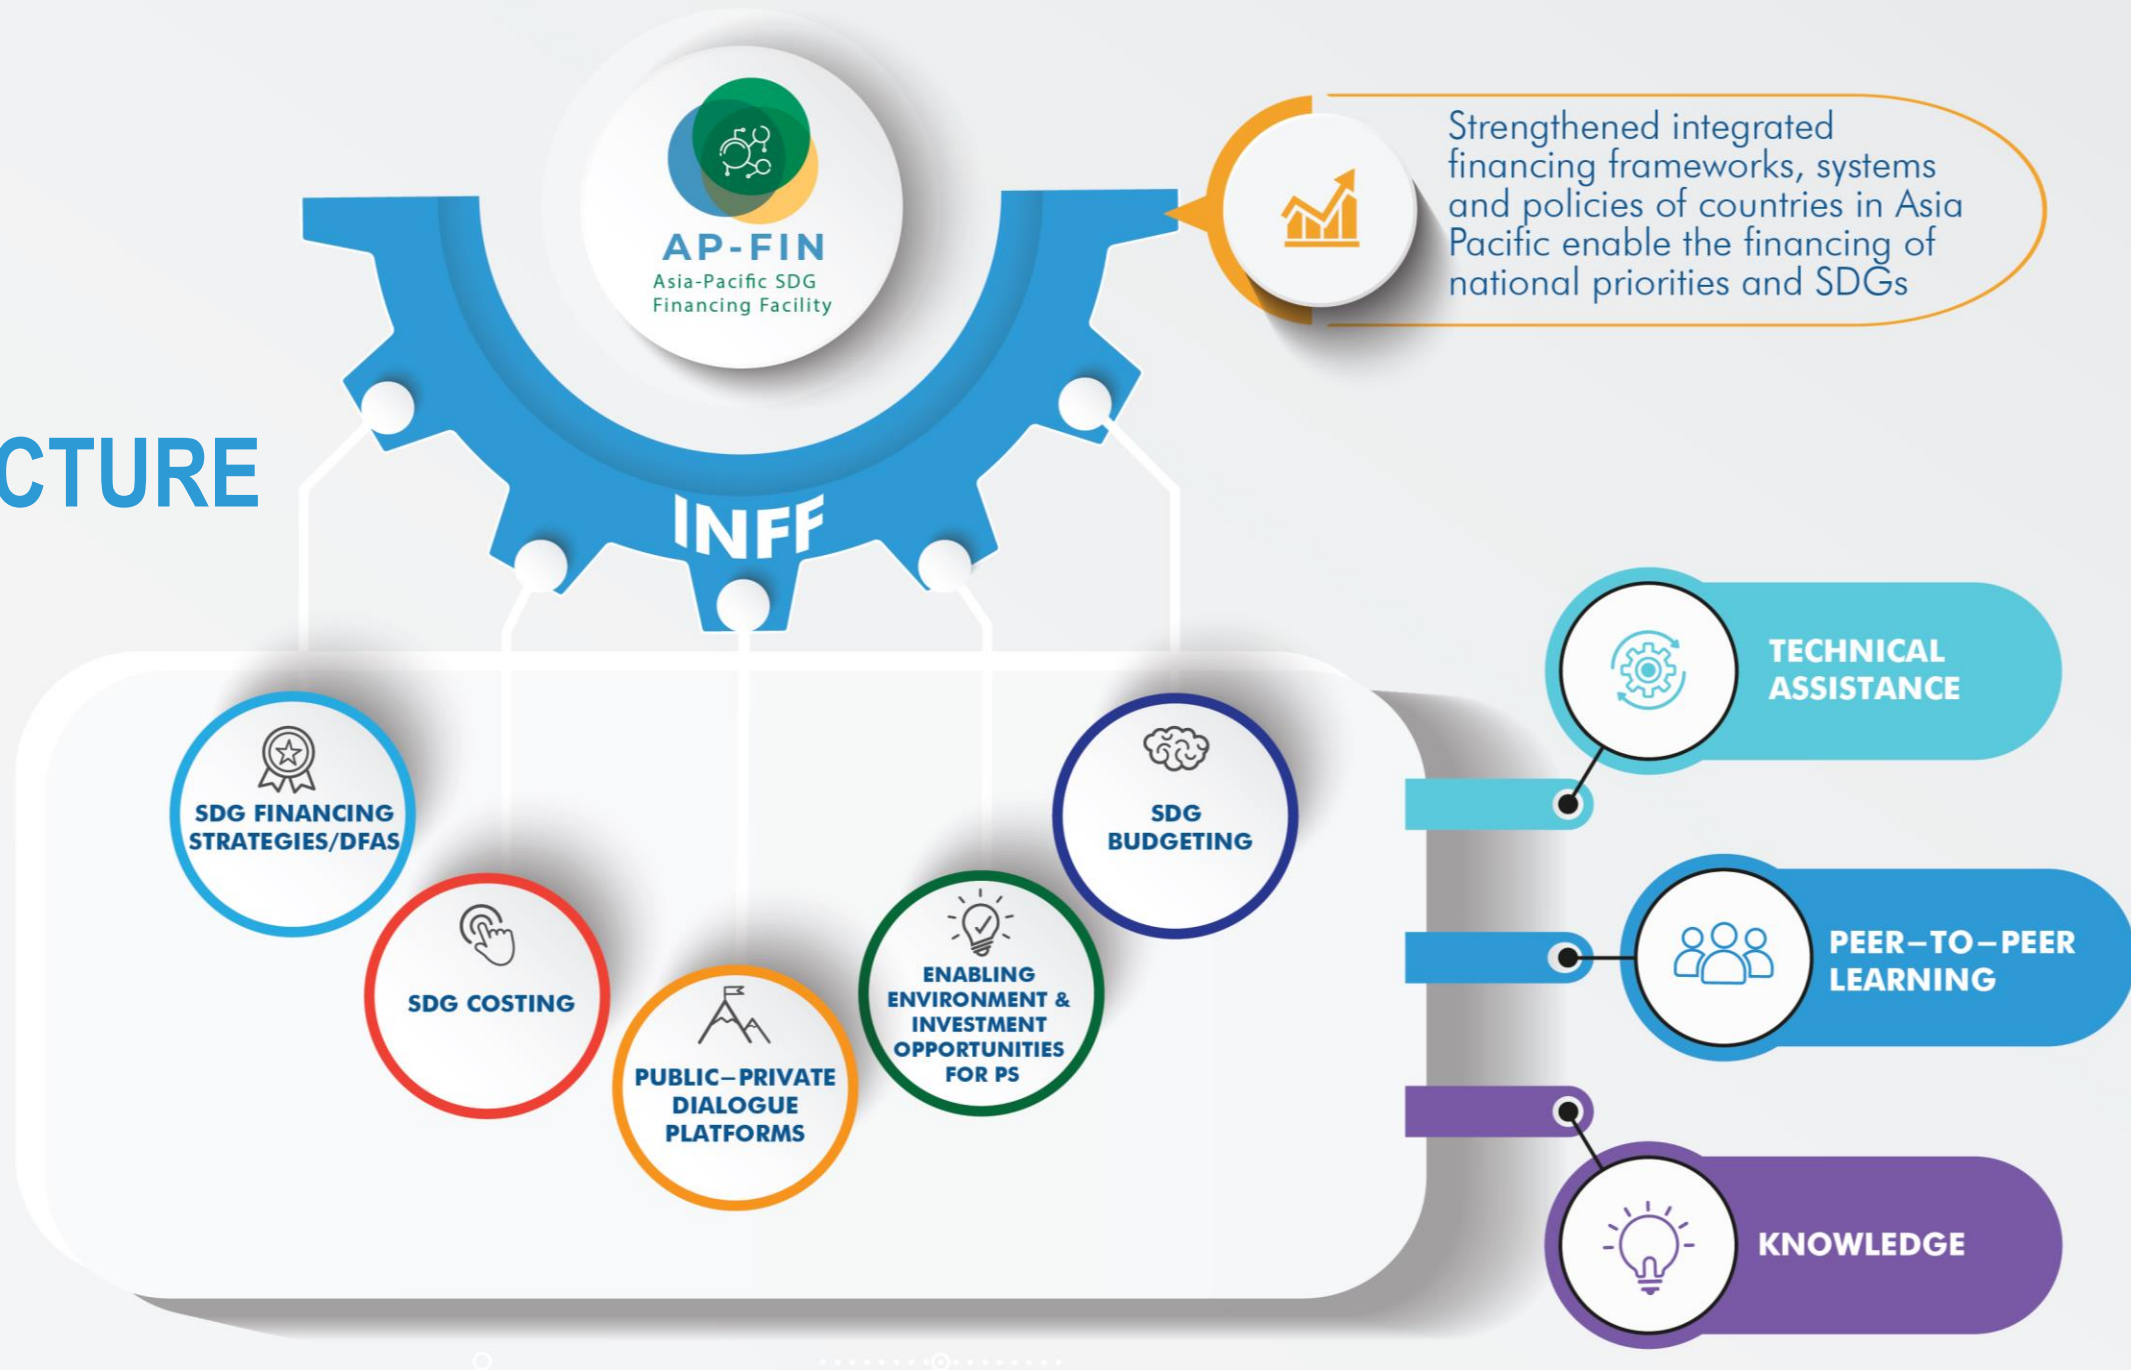 AP-FIN
Asia-Pacific SDG
Financing Facility
Strengthened integrated
financing frameworks, systems
and policies of countries in Asia
Pacific enable the financing of
national priorities and SDGs
CTURE
INFF
SDG FINANCING
STRATEGIES/DFAS
SDG COSTING
PUBLIC–PRIVATE
DIALOGUE
PLATFORMS
ENABLING
ENVIRONMENT &
INVESTMENT
OPPORTUNITIES
FOR PS
SDG
BUDGETING
TECHNICAL
ASSISTANCE
PEER–TO–PEER
LEARNING
KNOWLEDGE